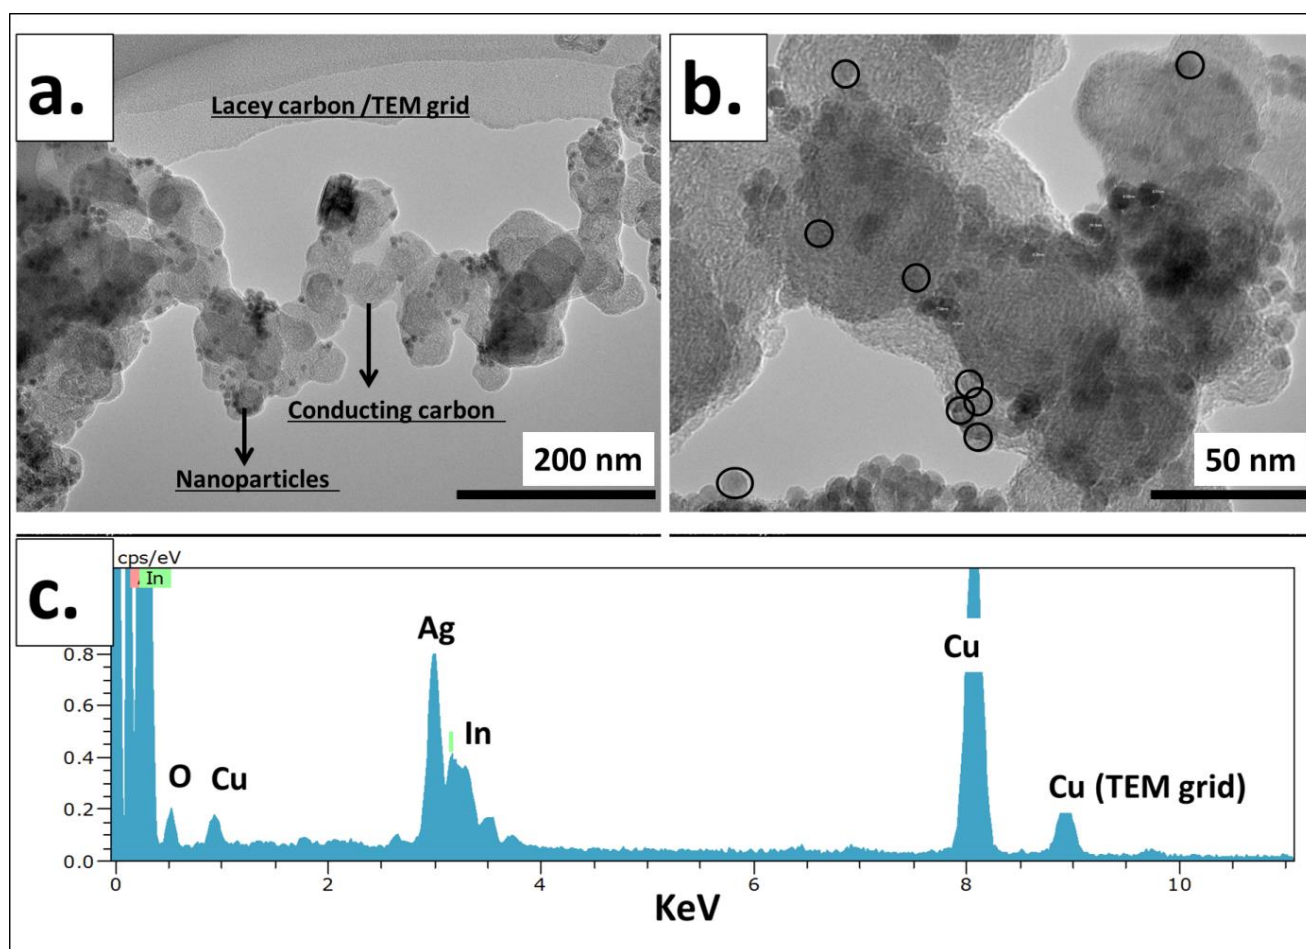 a.
Lacey carbon /TEM grid
Conducting carbon
Nanoparticles
200 nm
b.
50 nm
c.
cps/eV
In
0.8
0.6
0.4
0.2
0.0
O
Cu
Ag
In
Cu
Cu (TEM grid)
0 2 4 6 8 10
KeV